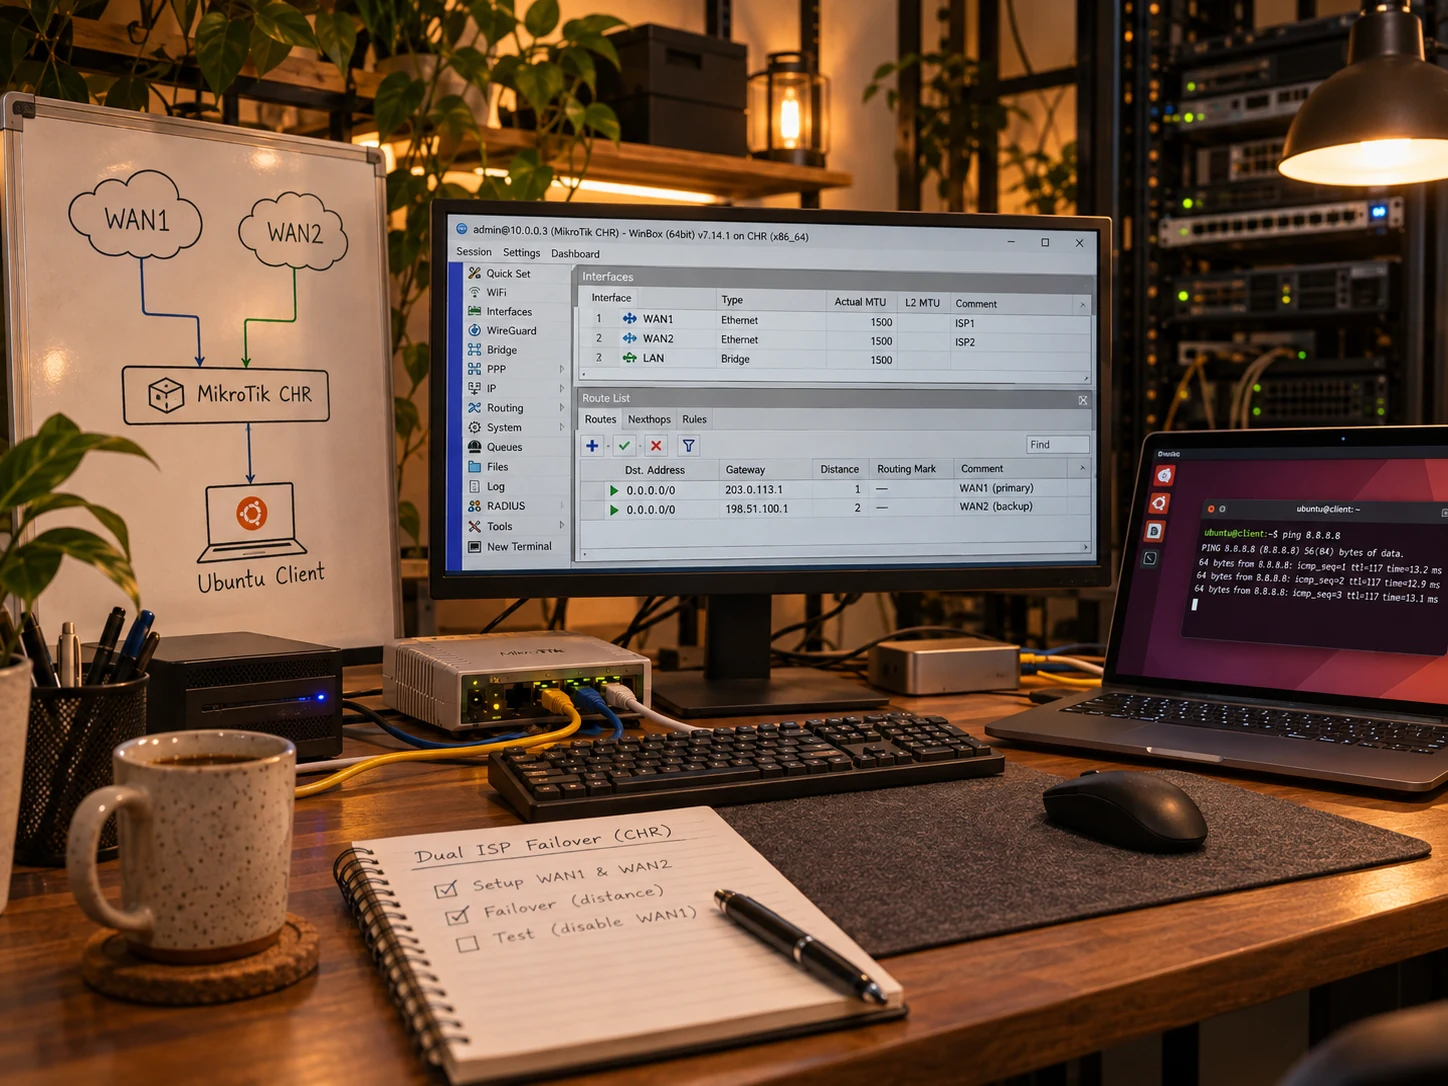 WAN1
WAN2
MikroTik CHR
Ubuntu Client
admin@10.0.0.3 (MikroTik CHR) - WinBox (64bit) v7.14.1 on CHR (x86_64)
Session Settings Dashboard
Quick Set
WiFi
Interfaces
WireGuard
Bridge
PPP
IP
Routing
System
Queues
Files
Log
RADIUS
Tools
New Terminal
Interfaces
Interface Type Actual MTU L2 MTU Comment
1 WAN1 Ethernet 1500 ISP1
2 WAN2 Ethernet 1500 ISP2
2 LAN Bridge 1500
Route List
Routes Nexthops Rules
Find
Dst. Address Gateway Distance Routing Mark Comment
0.0.0.0/0 203.0.113.1 1 — WAN1 (primary)
0.0.0.0/0 198.51.100.1 2 — WAN2 (backup)
ubuntu@client: ~
ubuntu@client:~$ ping 8.8.8.8
PING 8.8.8.8 (8.8.8.8) 56(84) bytes of data.
64 bytes from 8.8.8.8: icmp_seq=1 ttl=117 time=13.2 ms
64 bytes from 8.8.8.8: icmp_seq=2 ttl=117 time=12.9 ms
64 bytes from 8.8.8.8: icmp_seq=3 ttl=117 time=13.1 ms
MikroTik
Dual ISP Failover (CHR)
Setup WAN1 & WAN2
Failover (distance)
Test (disable WAN1)